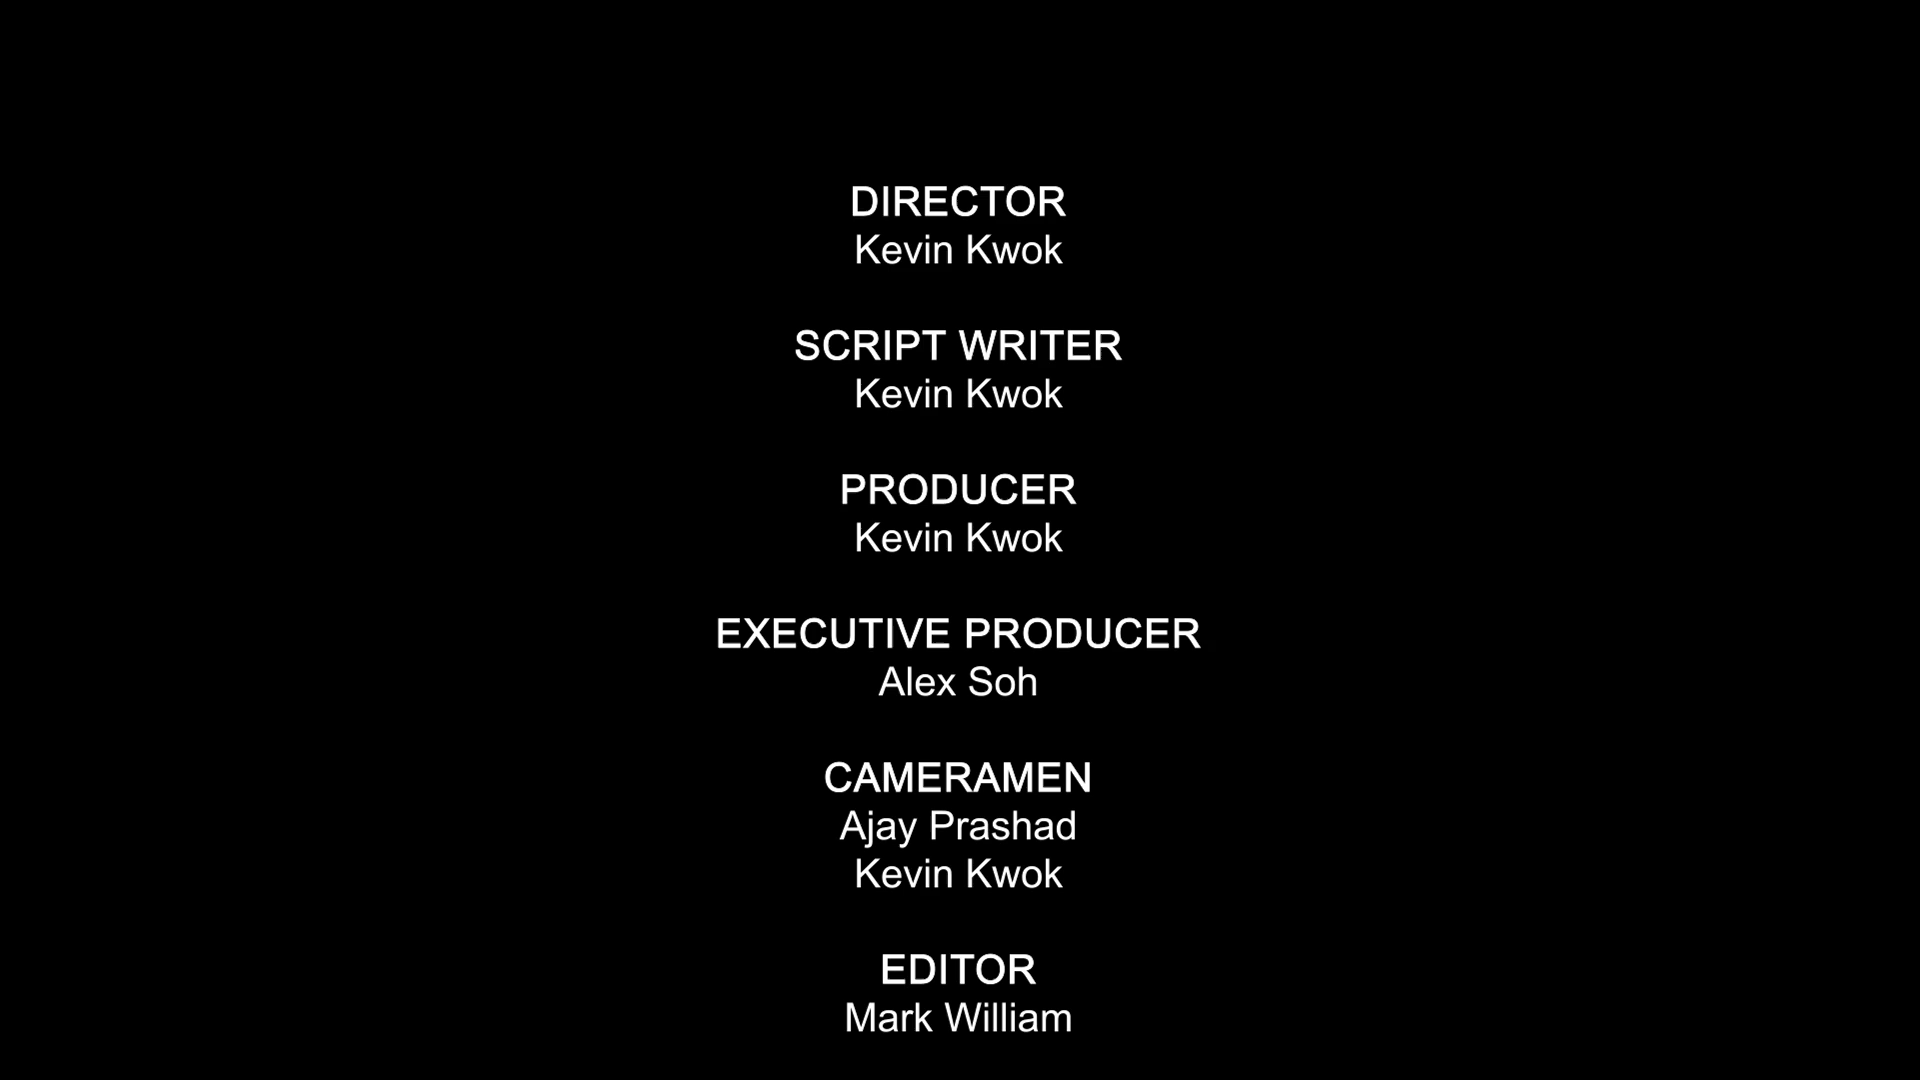 DIRECTOR
Kevin Kwok
SCRIPT WRITER
Kevin Kwok
PRODUCER
Kevin Kwok
EXECUTIVE PRODUCER
Alex Soh
CAMERAMEN
Ajay Prashad
Kevin Kwok
EDITOR
Mark William